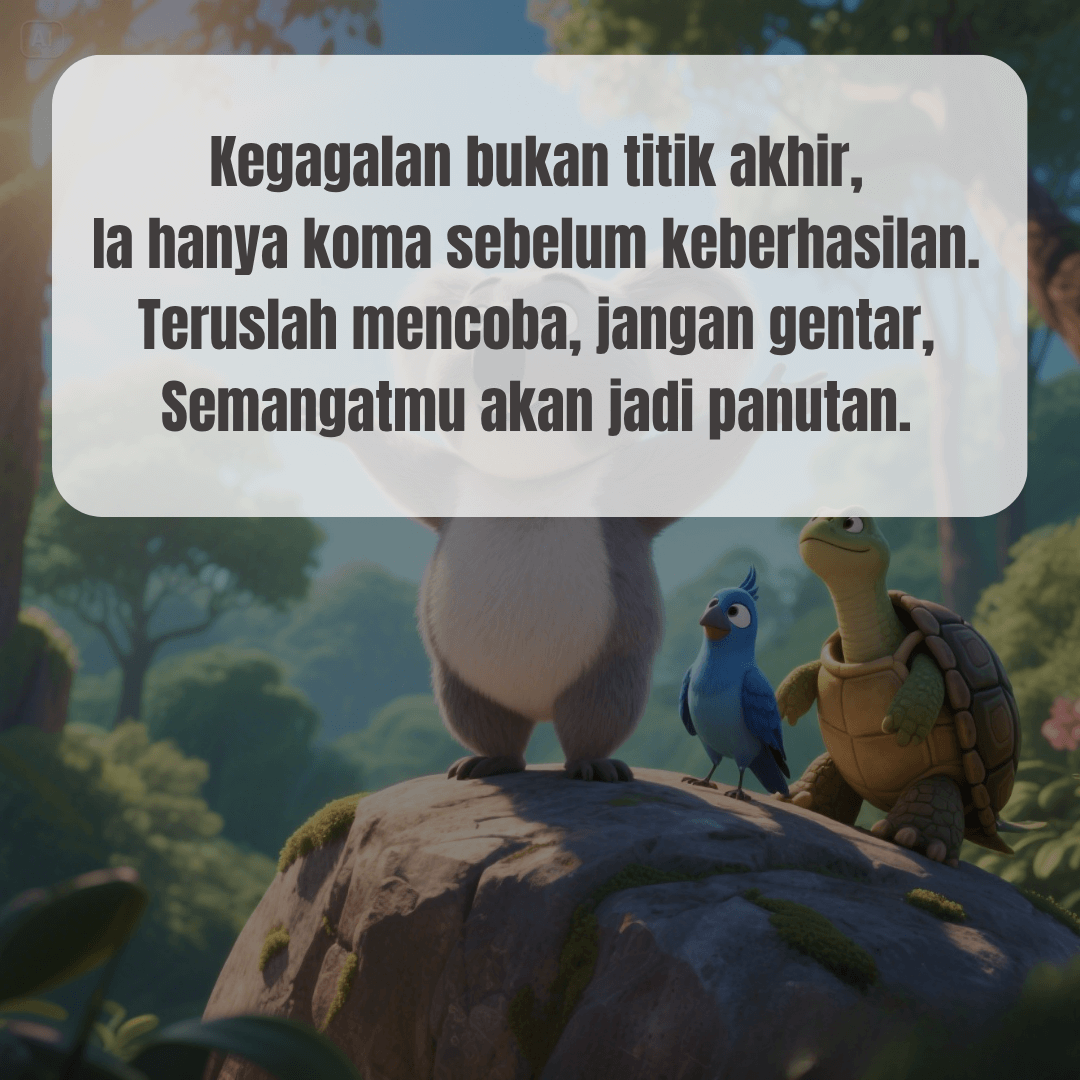 Kegagalan bukan titik akhir,
Ia hanya koma sebelum keberhasilan.
Teruslah mencoba, jangan gentar,
Semangatmu akan jadi panutan.